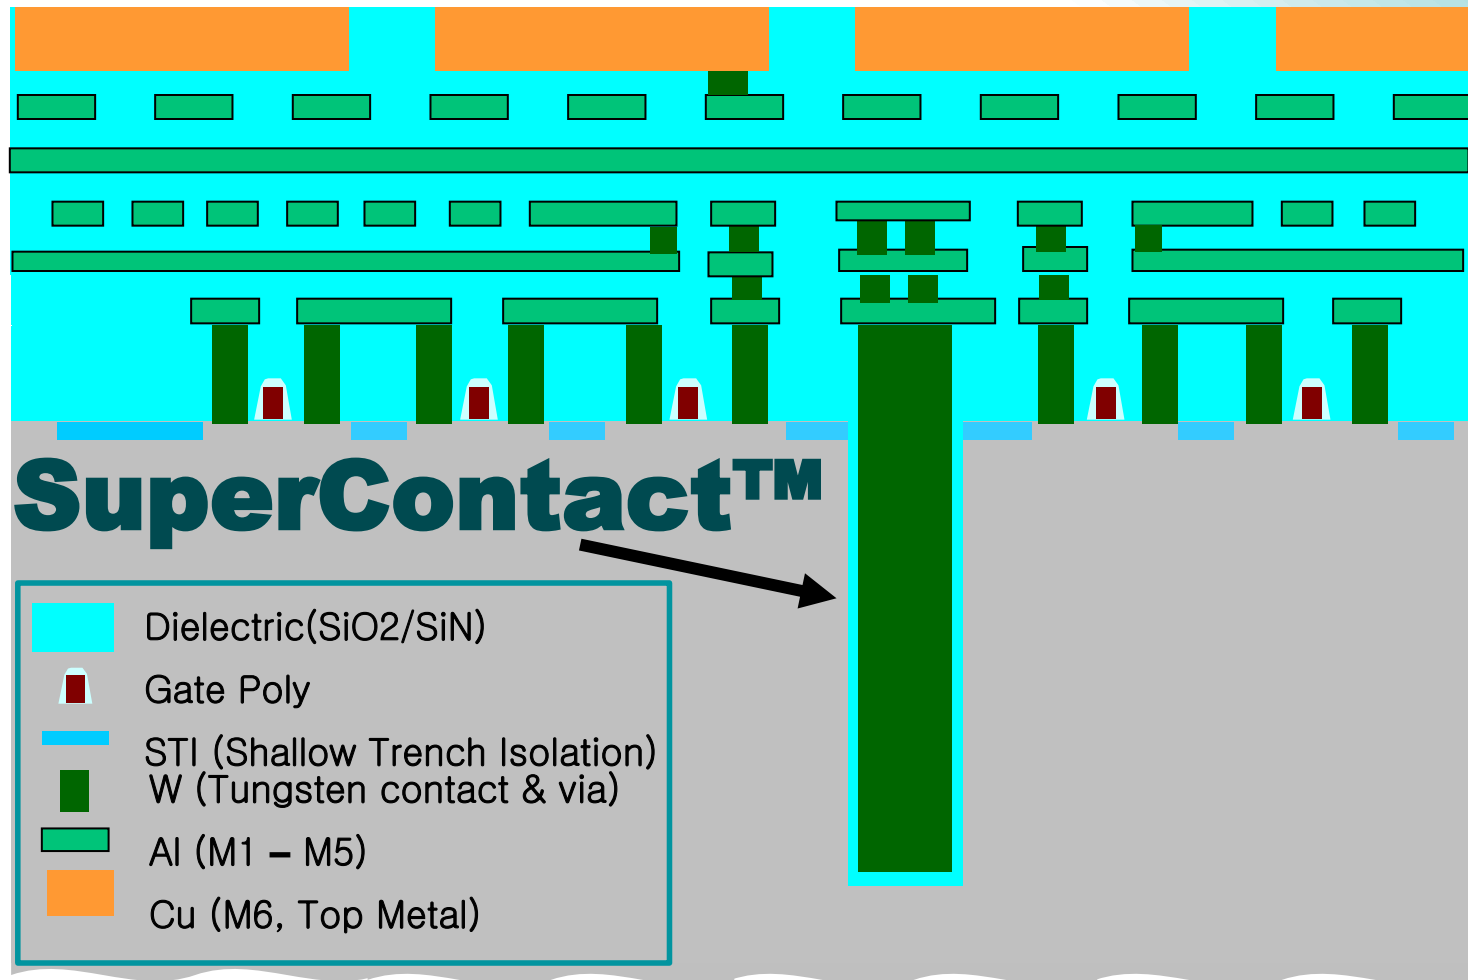 SuperContact™
Dielectric(SiO2/SiN)
Gate Poly
STI (Shallow Trench Isolation)
W (Tungsten contact & via)
Al (M1 – M5)
Cu (M6, Top Metal)